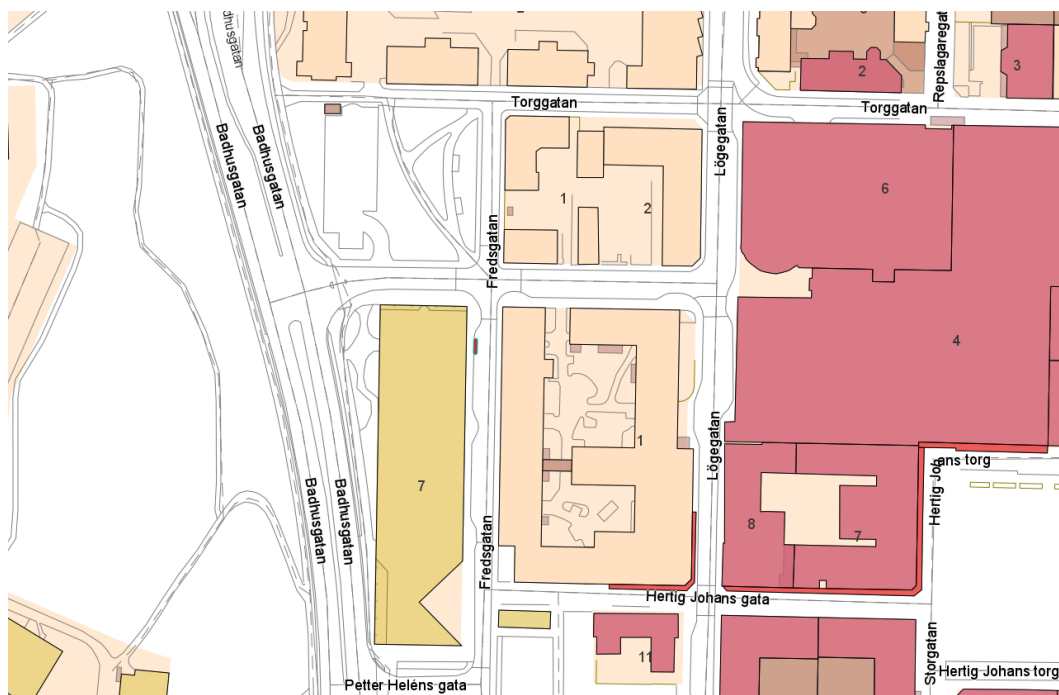 Badhusgatan
2
3
Repslagaregat
Torggatan
Torggatan
Badhusgatan
Badhusgatan
Lögegatan
6
1
2
Fredsgatan
4
1
7
Lögegatan
Hertig Joh
ans torg
Badhusgatan
Badhusgatan
8
7
Fredsgatan
Hertig Johans gata
11
Storgatan
Hertig Johans torg
Petter Heléns gata